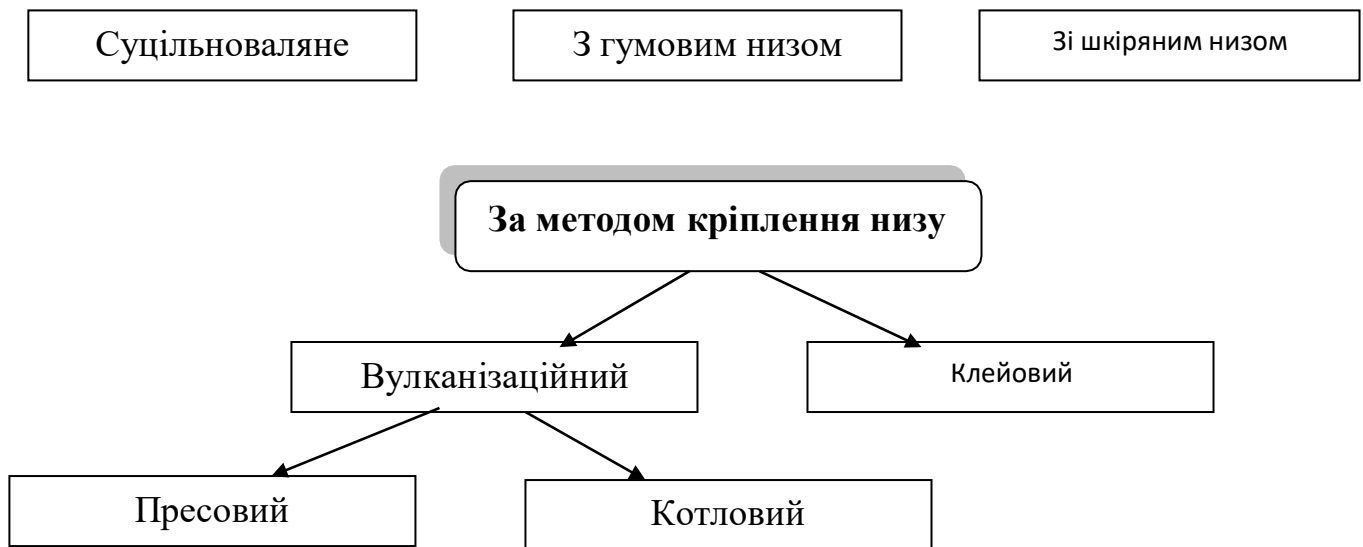 Суцільноваляне
З гумовим низом
Зі шкіряним низом
За методом кріплення низу
Вулканізаційний
Клейовий
Пресовий
Котловий